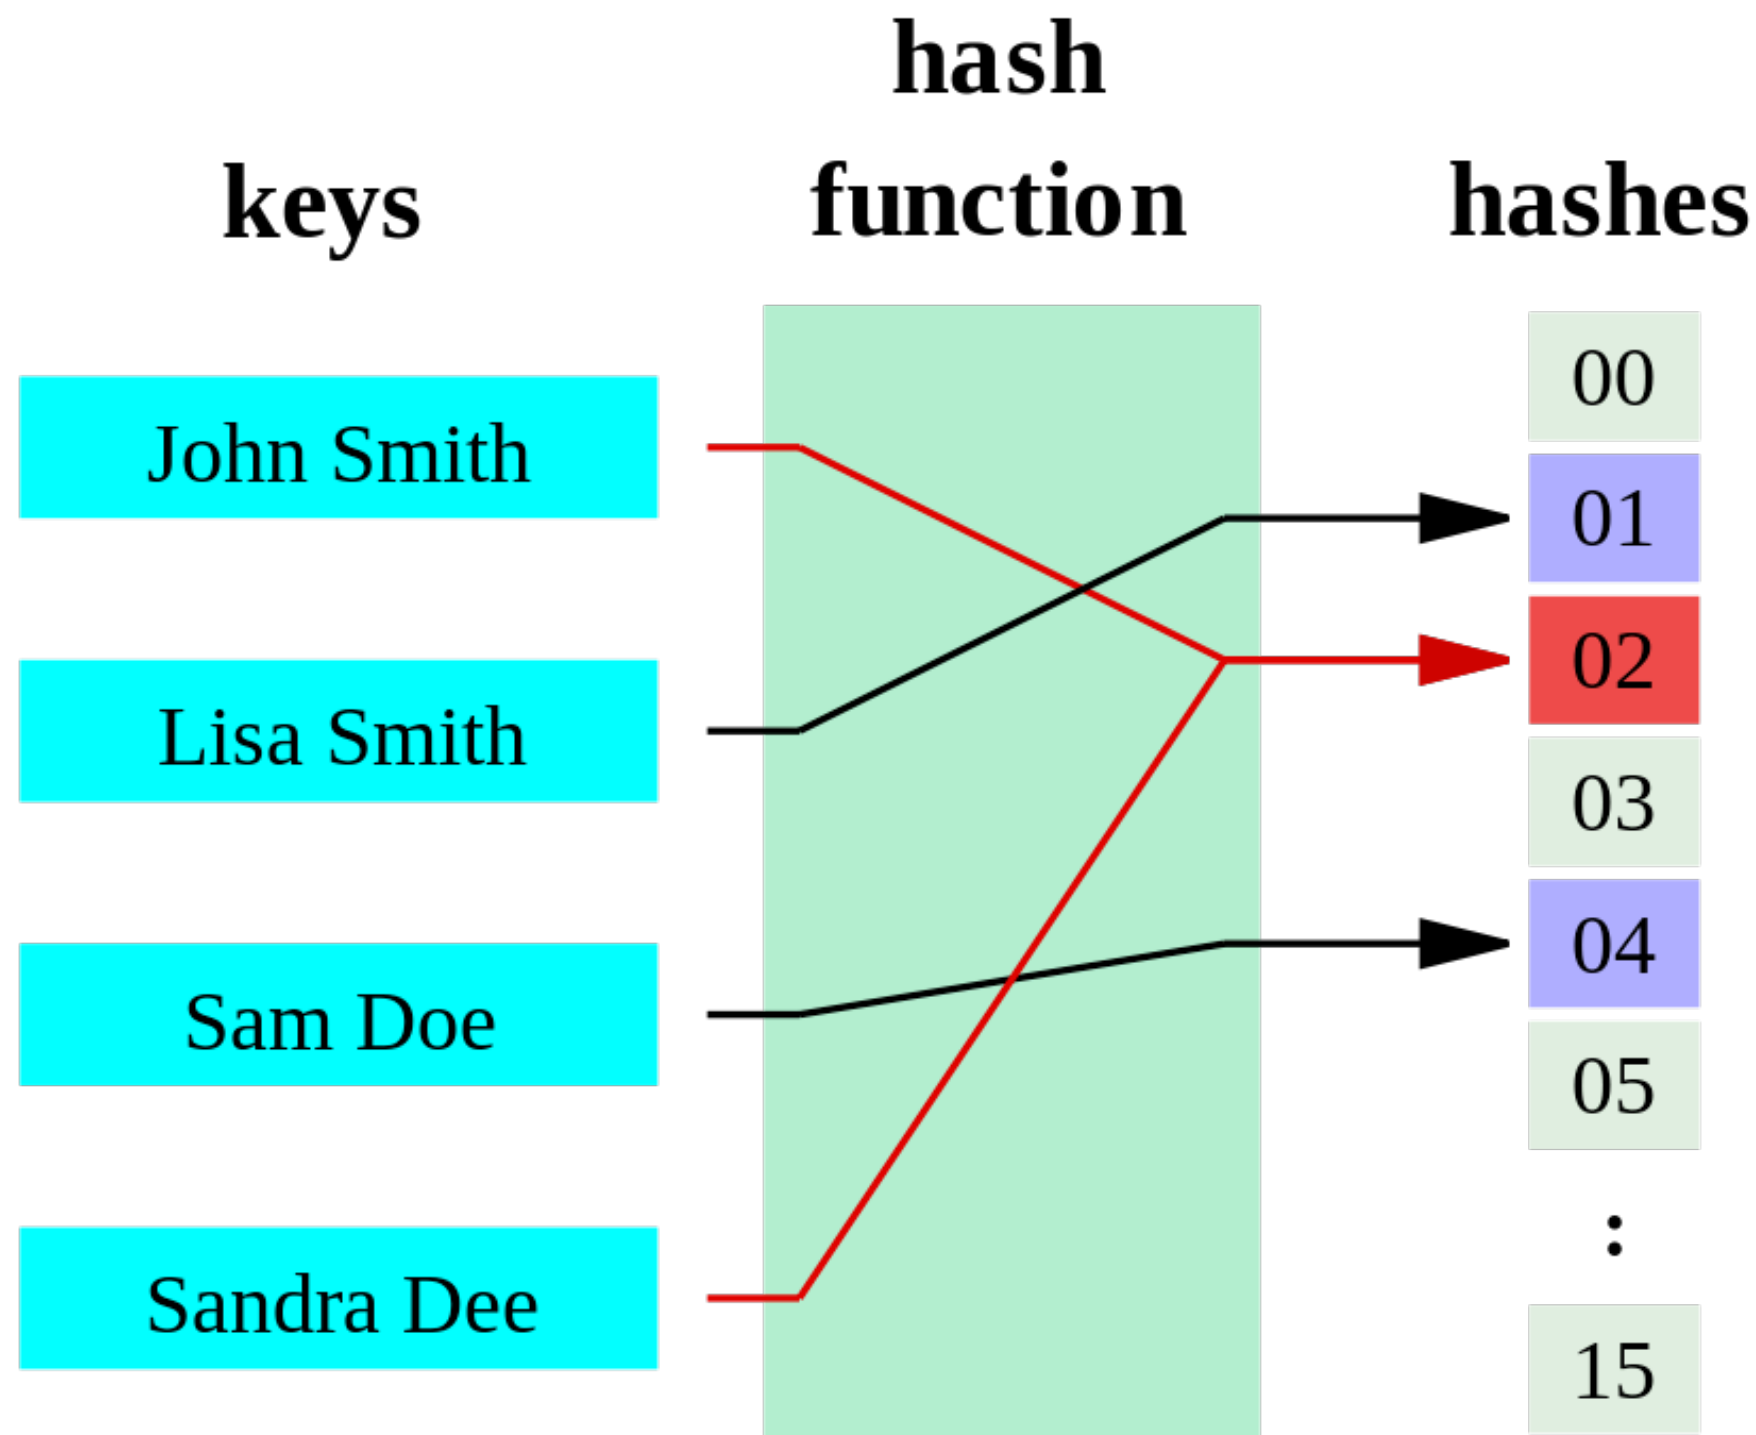 hash
function
keys
hashes
John Smith
Lisa Smith
Sam Doe
Sandra Dee
00
01
02
03
04
05
:
15